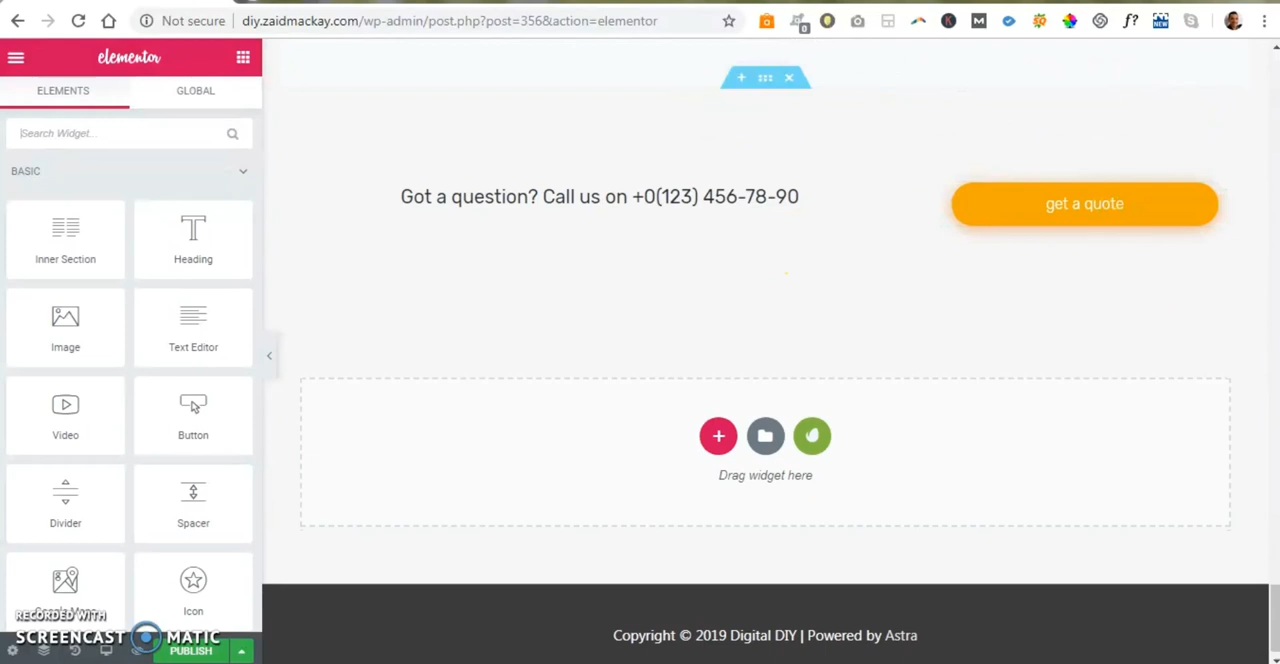 Not secure
diy.zaidmackay.com/wp-admin/post.php?post=356&action=elementor
0
K
M
f?
NEW
elementor
ELEMENTS
GLOBAL
Search Widget...
BASIC
Inner Section
Heading
Image
Text Editor
Video
Button
Divider
Spacer
Icon
Got a question? Call us on +0(123) 456-78-90
get a quote
Drag widget here
RECORDED WITH
SCREENCAST MATIC
PUBLISH
Copyright © 2019 Digital DIY | Powered by Astra